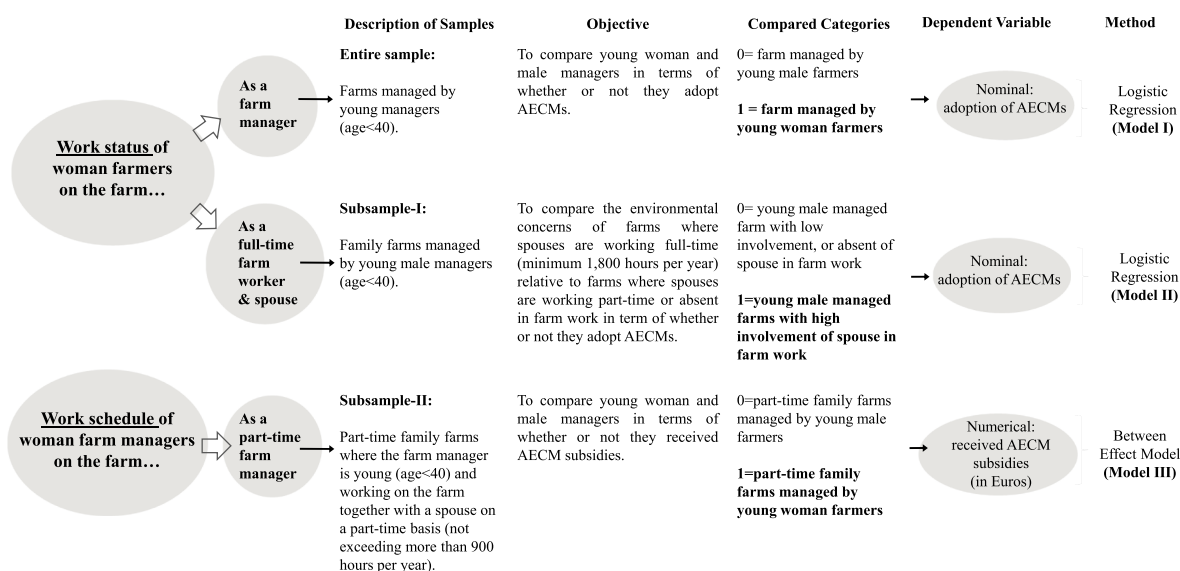 Description of Samples
Objective
Compared Categories
Dependent Variable
Method
Work status of
woman farmers
on the farm…
As a
farm
manager
Entire sample:
Farms managed by
young managers
(age<40).
To compare young woman and
male managers in terms of
whether or not they adopt
AECMs.
0= farm managed by
young male farmers
1 = farm managed by
young woman farmers
Nominal:
adoption of AECMs
Logistic
Regression
(Model I)
As a
full-time
farm
worker
& spouse
Subsample-I:
Family farms managed
by young male managers
(age<40).
To compare the environmental
concerns of farms where
spouses are working full-time
(minimum 1,800 hours per year)
relative to farms where spouses
are working part-time or absent
in farm work in term of whether
or not they adopt AECMs.
0= young male managed
farm with low
involvement, or absent of
spouse in farm work
1=young male managed
farms with high
involvement of spouse in
farm work
Nominal:
adoption of AECMs
Logistic
Regression
(Model II)
Work schedule of
woman farm managers
on the farm…
As a
part-time
farm
manager
Subsample-II:
Part-time family farms
where the farm manager
is young (age<40) and
working on the farm
together with a spouse on
a part-time basis (not
exceeding more than 900
hours per year).
To compare young woman and
male managers in terms of
whether or not they received
AECM subsidies.
0=part-time family farms
managed by young male
farmers
1=part-time family
farms managed by
young woman farmers
Numerical:
received AECM
subsidies
(in Euros)
Between
Effect Model
(Model III)